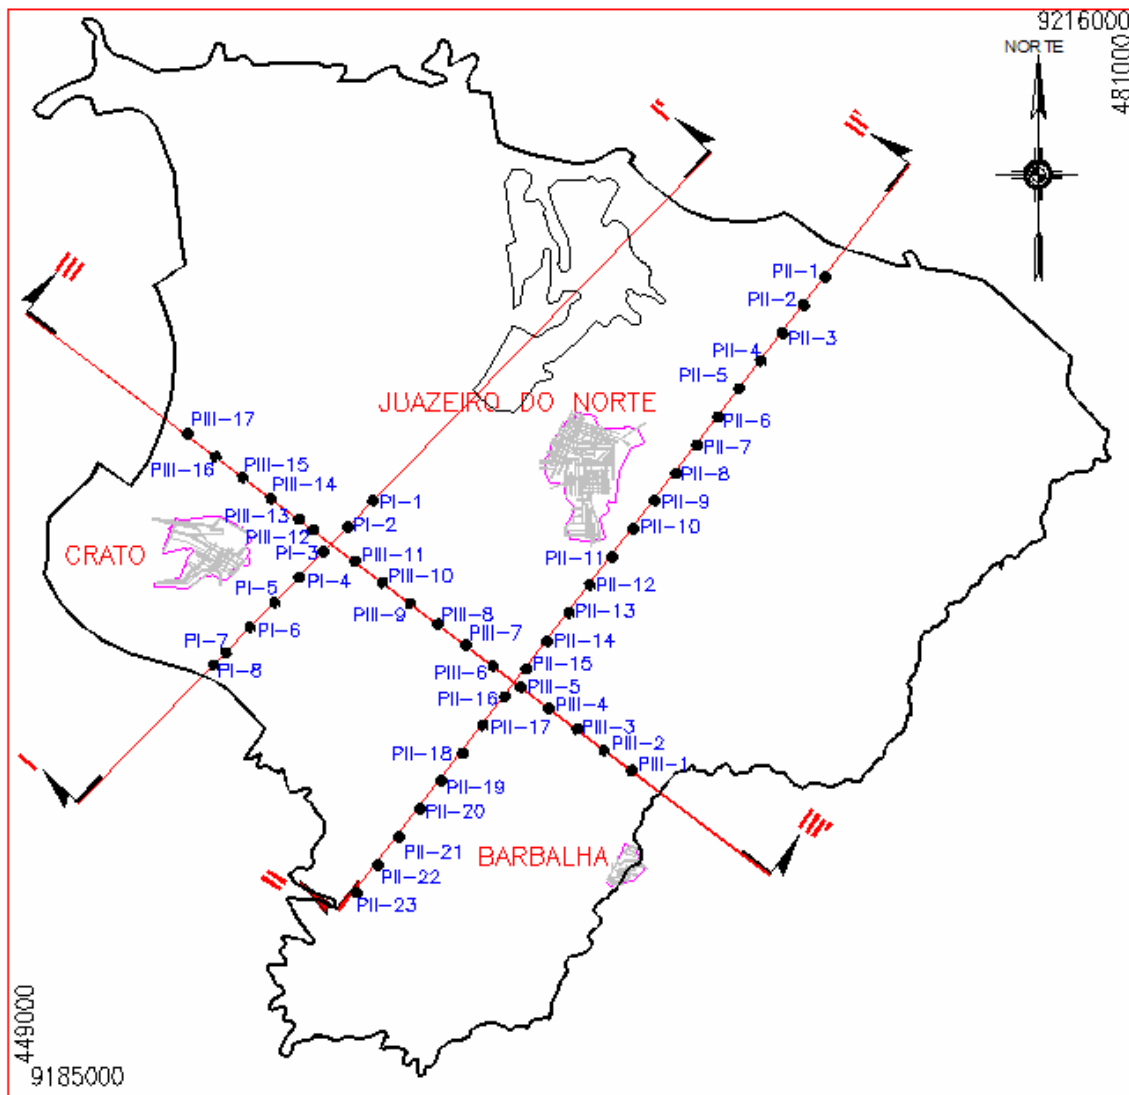 9216000
481000
NORTE
I'
II'
III
PII-1
PII-2
PII-3
PII-4
PII-5
JUAZEIRO DO NORTE
PII-6
PIII-17
PII-7
PIII-16
PIII-15
PII-8
PIII-14
PI-1
PII-9
PIII-13
PI-2
PII-10
PIII-12
CRATO
PI-3
PIII-11
PII-11
PI-4
PIII-10
PII-12
PI-5
PIII-9
PIII-8
PII-13
PI-6
PIII-7
PII-14
PI-7
PIII-6
PII-15
PI-8
PII-16
PIII-5
PIII-4
PII-17
PIII-3
PII-18
PIII-2
I
PIII-1
PII-19
PII-20
III'
PII-21
BARBALHA
II
PII-22
PII-23
449000
9185000